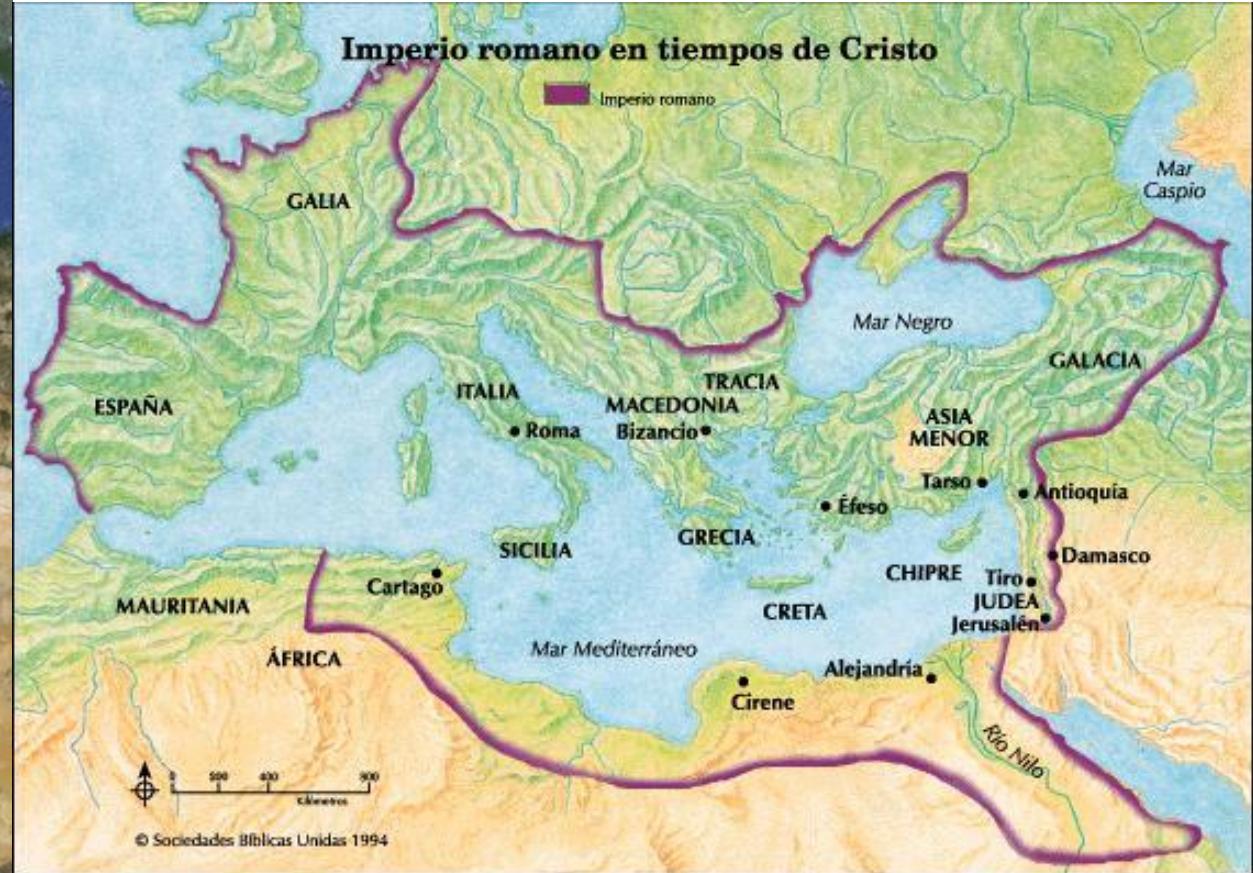 Imperio romano en tiempos de Cristo
Imperio romano
Mar
Caspio
GALIA
Mar Negro
GALACIA
ESPAÑA
ITALIA
TRACIA
MACEDONIA
Roma
Bizancio
ASIA
MENOR
Tarso
Antioquía
Éfeso
GRECIA
SICILIA
Damasco
CHIPRE
Tiro
Cartago
MAURITANIA
CRETA
JUDEA
Jerusalén
Mar Mediterráneo
ÁFRICA
Alejandría
Cirene
Río Nilo
0 400
Kilómetros
© Sociedades Bíblicas Unidas 1994